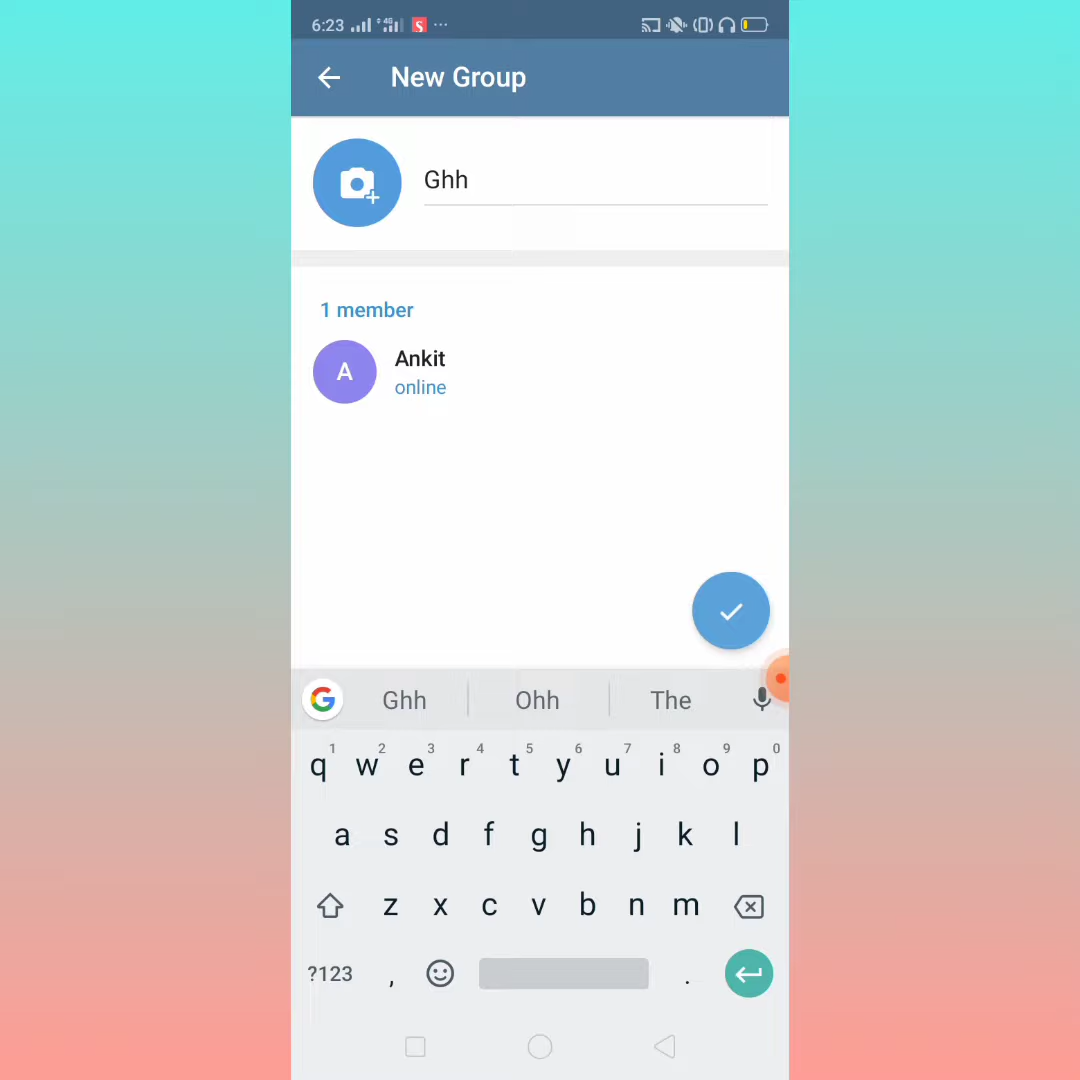 6:23 4G S ...
New Group
Ghh
1 member
A
Ankit
online
G Ghh Ohh The
1 2 3 4 5 6 7 8 9 0
q w e r t y u i o p
a s d f g h j k l
z x c v b n m
?123 , .